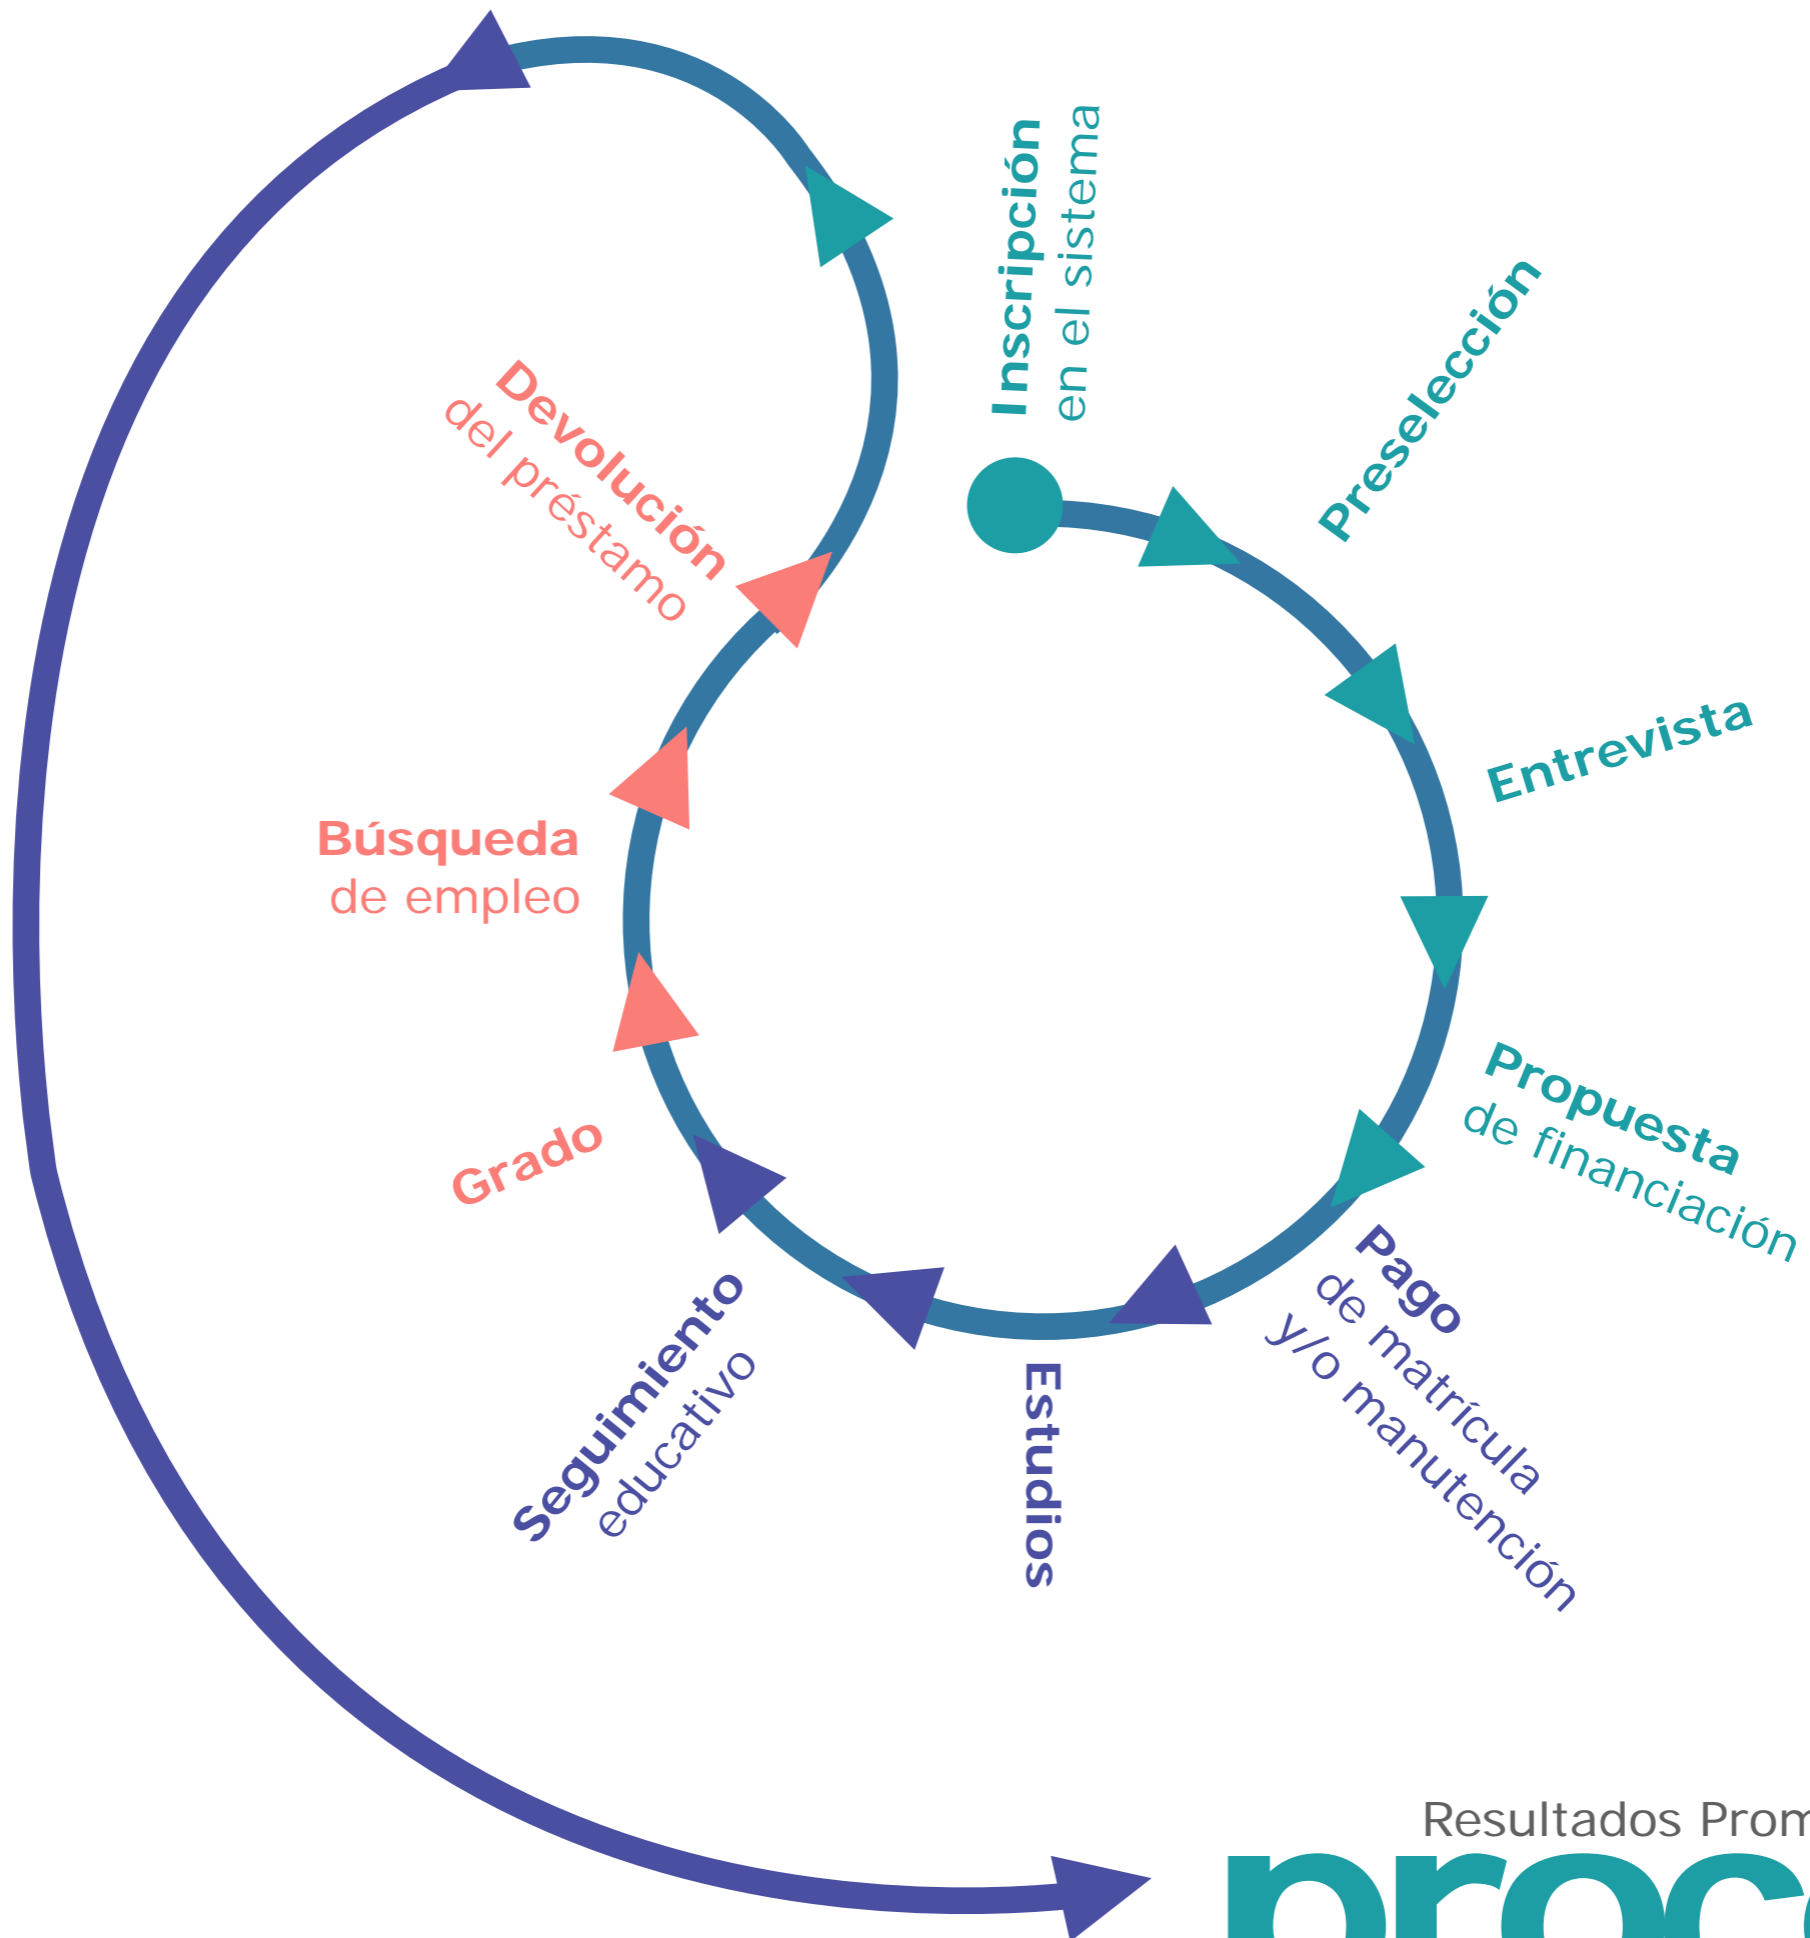 Inscripción
en el sistema
Preselección
Entrevista
Propuesta
de financiación
Pago
de matrícula
y/o manutención
Estudios
Seguimiento
educativo
Grado
Búsqueda
de empleo
Devolución
del préstamo
Resultados